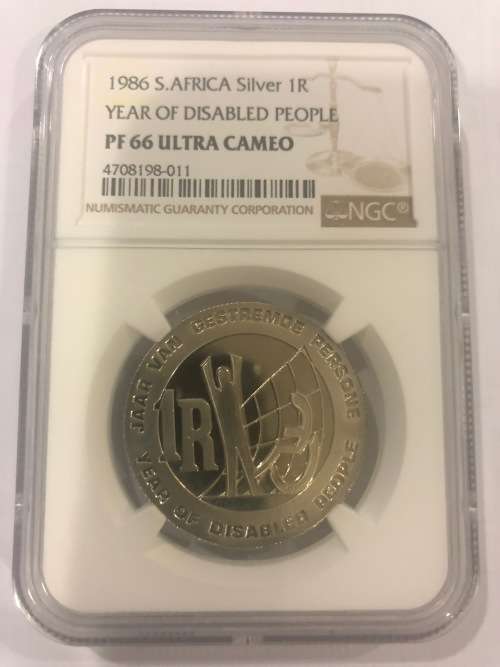 1986 S.AFRICA Silver 1R
YEAR OF DISABLED PEOPLE
PF 66 ULTRA CAMEO
4708198-011
NUMISMATIC GUARANTY CORPORATION
NGC®
JAAR VAN GESTREMDE PERSONE
1R
YEAR OF DISABLED PEOPLE